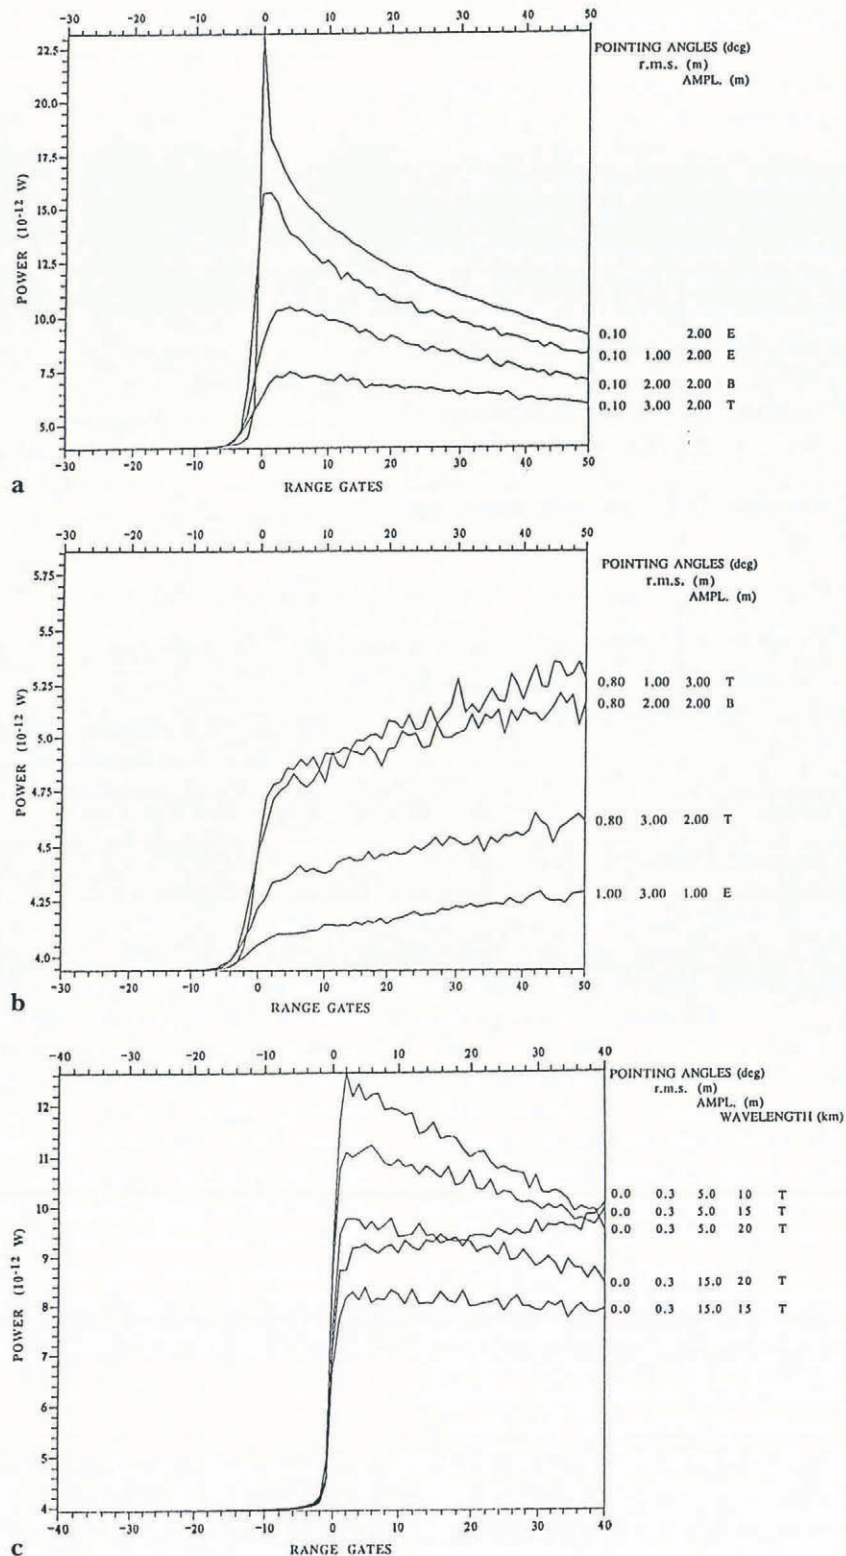 -30 -20 -10 0 10 20 30 40 50
POINTING ANGLES (deg)
r.m.s. (m)
AMPL. (m)
22.5
20.0
17.5
15.0
12.5
10.0
7.5
5.0
POWER (10-12 W)
0.10 2.00 E
0.10 1.00 2.00 E
0.10 2.00 2.00 B
0.10 3.00 2.00 T
-30 -20 -10 0 10 20 30 40 50
a
RANGE GATES
-30 -20 -10 0 10 20 30 40 50
POINTING ANGLES (deg)
r.m.s. (m)
AMPL. (m)
5.75
5.5
5.25
5.0
4.75
4.5
4.25
4.0
POWER (10-12 W)
0.80 1.00 3.00 T
0.80 2.00 2.00 B
0.80 3.00 2.00 T
1.00 3.00 1.00 E
-30 -20 -10 0 10 20 30 40 50
b
RANGE GATES
-40 -30 -20 -10 0 10 20 30 40
POINTING ANGLES (deg)
r.m.s. (m)
AMPL. (m)
WAVELENGTH (km)
12
11
10
9
8
7
6
5
4
POWER (10-12 W)
0.0 0.3 5.0 10 T
0.0 0.3 5.0 15 T
0.0 0.3 5.0 20 T
0.0 0.3 15.0 20 T
0.0 0.3 15.0 15 T
-40 -30 -20 -10 0 10 20 30 40
c
RANGE GATES